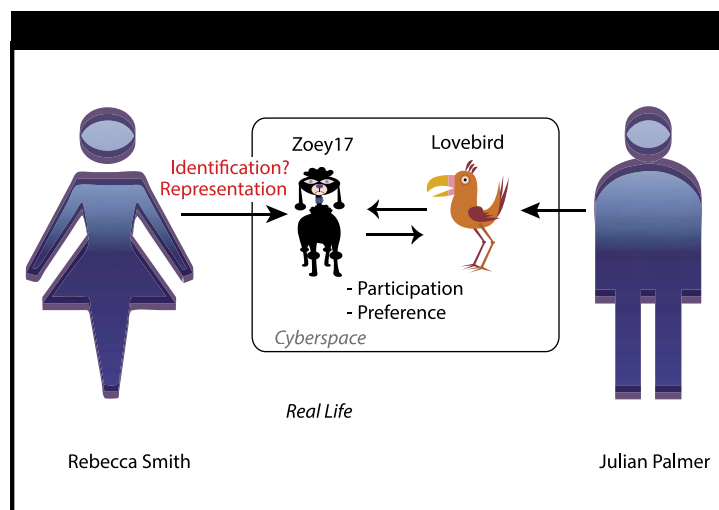 Zoey17
Lovebird
Identification?
Representation
- Participation
- Preference
Cyberspace
Real Life
Rebecca Smith
Julian Palmer